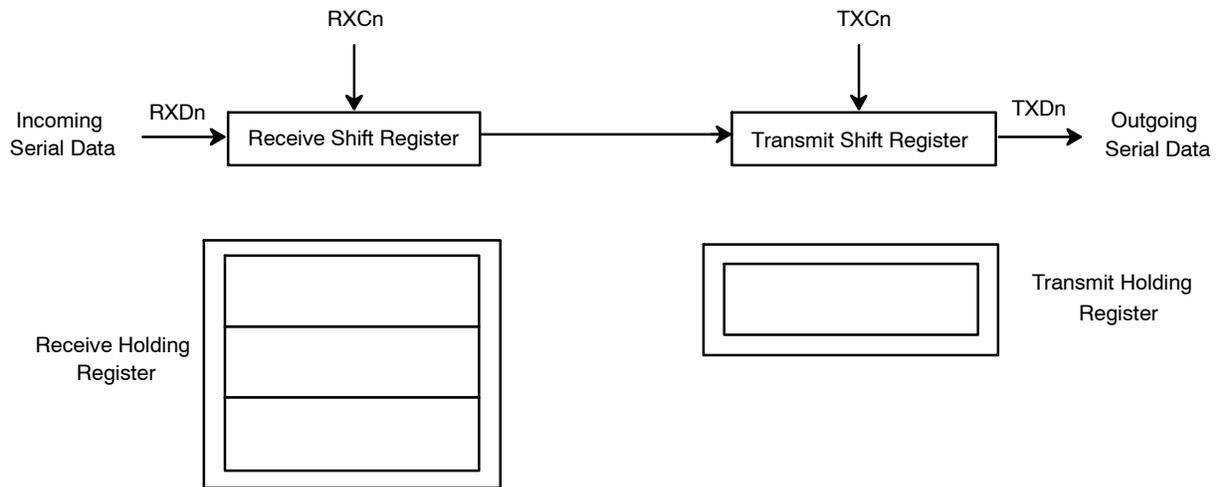 RXCn
TXCn
Incoming
Serial Data
RXDn
Receive Shift Register
Transmit Shift Register
TXDn
Outgoing
Serial Data
Receive Holding
Register
Transmit Holding
Register